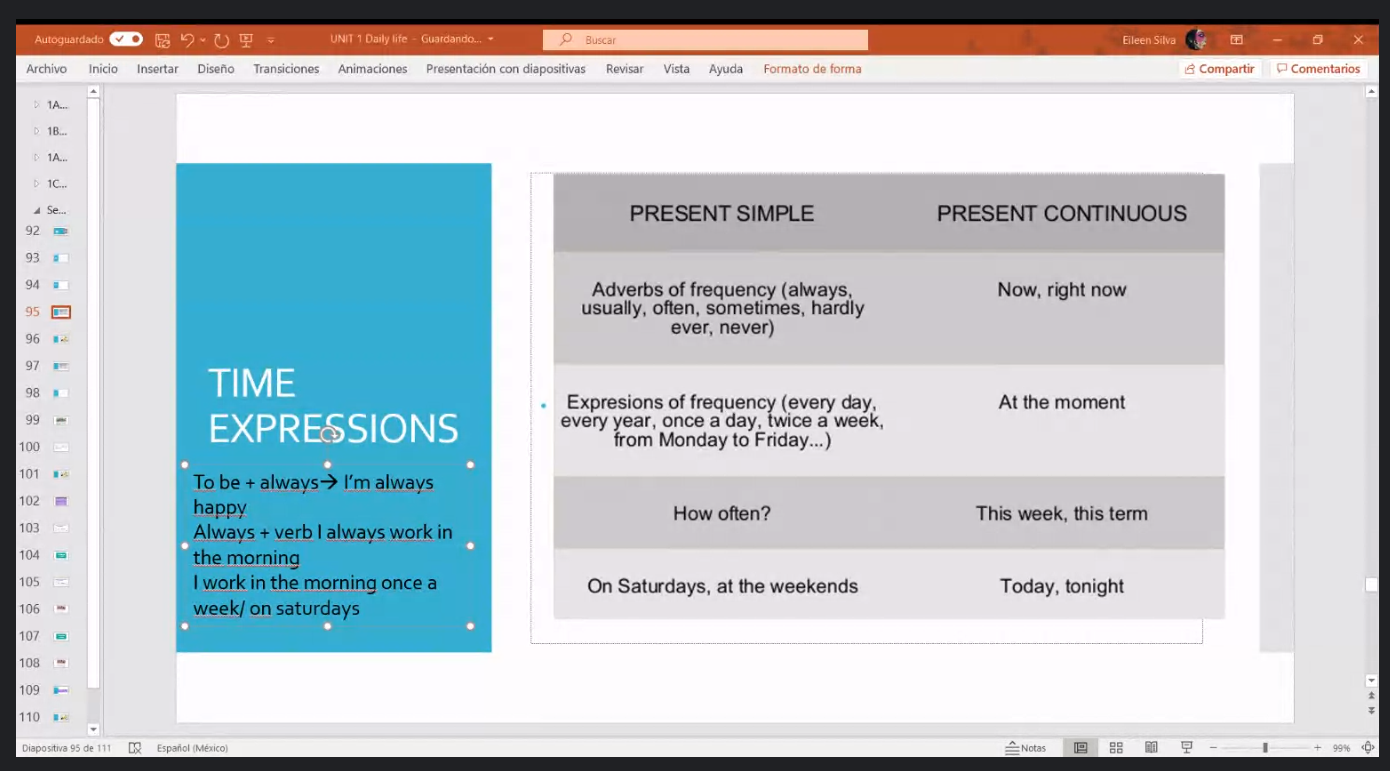 Autoguardado
UNIT 1 Daily life - Guardando...
Buscar
Eileen Silva
Archivo Inicio Insertar Diseño Transiciones Animaciones Presentación con diapositivas Revisar Vista Ayuda Formato de forma
Compartir Comentarios
1A...
1B...
1A...
1C...
Se...
92
93
94
95
96
97
98
99
100
101
102
103
104
105
106
107
108
109
110
TIME
EXPRESSIONS
To be + always→ I'm always
happy
Always + verb I always work in
the morning
I work in the morning once a
week/ on saturdays
PRESENT SIMPLE PRESENT CONTINUOUS
Adverbs of frequency (always,
usually, often, sometimes, hardly
ever, never)
Now, right now
Expresions of frequency (every day,
every year, once a day, twice a week,
from Monday to Friday...)
At the moment
How often? This week, this term
On Saturdays, at the weekends Today, tonight
Diapositiva 95 de 111 Español (México)
Notas
99%